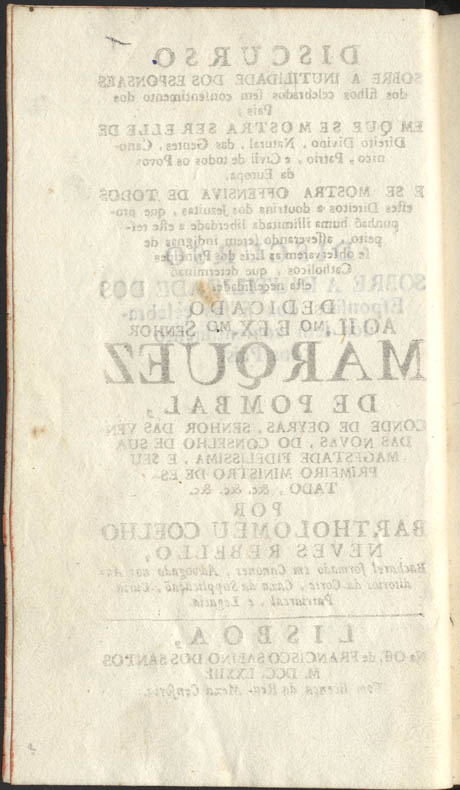 DISCURSO
SOBRE A INUTILIDADE DOS ESPONSAES
dos filhos celebrados sem consentimento dos
Pais,
EM QUE SE MOSTRA SER ELLE DE
Direito Divino, Natural, das Gentes, Cano-
nico, Patrio, e Civil de todos os Povos
da Europa,
E SE MOSTRA OFFENSIVA DE TODOS
estes Direitos a doutrina dos Jesuitas, que pro-
punhaõ huma illimitada liberdade a este res-
peito, asseverando serem indignas de
se observarem as Leis dos Principes
Catholicos, que determinaõ
esta necessidade,
DEDICADO
AO ILL.MO E EX.MO SENHOR
MARQUEZ
DE POMBAL,
CONDE DE OEYRAS, SENHOR DAS VEN-
DAS NOVAS, DO CONSELHO DE SUA
MAGESTADE FIDELISSIMA, E SEU
PRIMEIRO MINISTRO DE ES-
TADO, &c. &c. &c.
POR
BARTHOLOMEU COELHO
NEVES REBELLO,
Bacharel formado em Canones, Advogado nos Au-
ditorios da Corte, Caza da Supplicaçaõ, Curia
Patriarcal, e Legacia.
LISBOA,
Na Of. de FRANCISCO SABINO DOS SANTOS
M. DCC. LXXIII.
Com licença da Real Meza Censoria.